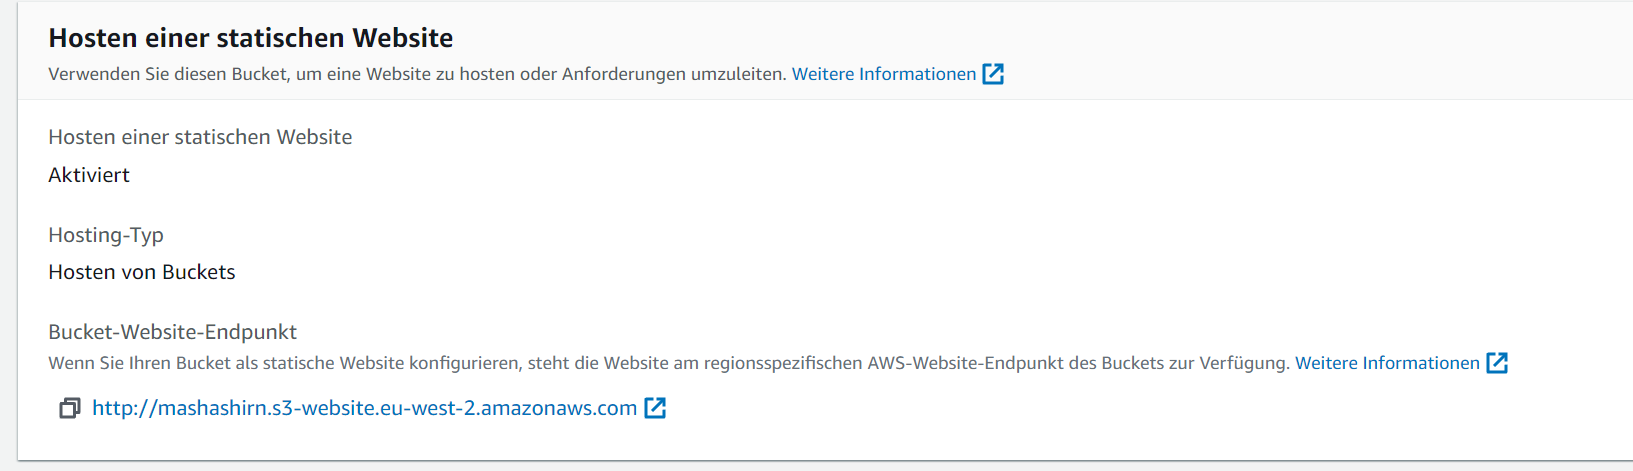 Hosten einer statischen Website
Verwenden Sie diesen Bucket, um eine Website zu hosten oder Anforderungen umzuleiten. Weitere Informationen
Hosten einer statischen Website
Aktiviert
Hosting-Typ
Hosten von Buckets
Bucket-Website-Endpunkt
Wenn Sie Ihren Bucket als statische Website konfigurieren, steht die Website am regionsspezifischen AWS-Website-Endpunkt des Buckets zur Verfügung. Weitere Informationen
http://mashashirn.s3-website.eu-west-2.amazonaws.com